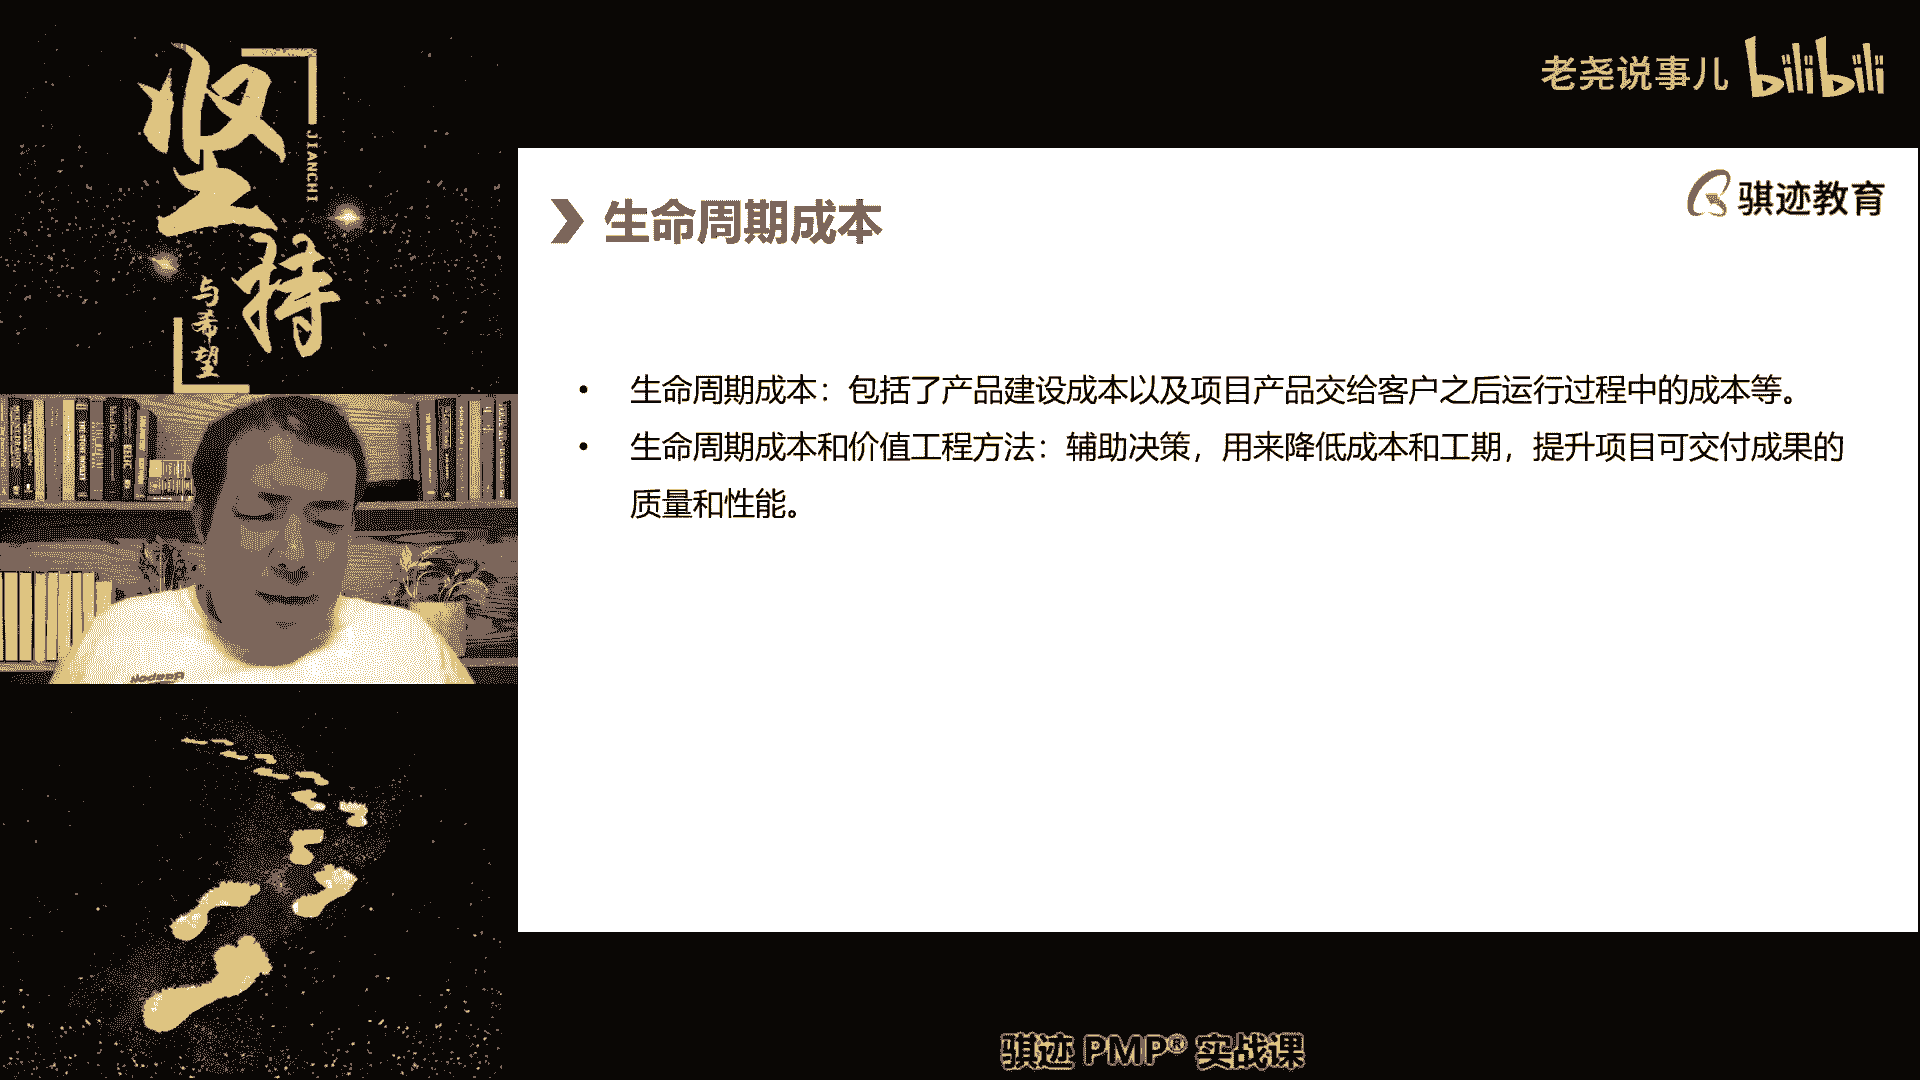 坚持
JIANCHI
与希望
老尧说事儿 bilibili
骐迹教育
生命周期成本
• 生命周期成本：包括了产品建设成本以及项目产品交给客户之后运行过程中的成本等。
• 生命周期成本和价值工程方法：辅助决策，用来降低成本和工期，提升项目可交付成果的
质量和性能。
骐迹 PMP® 实战课